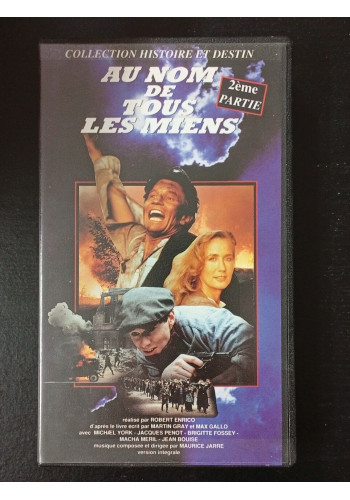 COLLECTION HISTOIRE ET DESTIN
AU NOM
DE
TOUS
LES MIENS
2ème
PARTIE
réalisé par ROBERT ENRICO
d'après le livre écrit par MARTIN GRAY et MAX GALLO
avec MICHAEL YORK - JACQUES PENOT - BRIGITTE FOSSEY -
MACHA MERIL - JEAN BOUISE
musique composée et dirigée par MAURICE JARRE
version intégrale